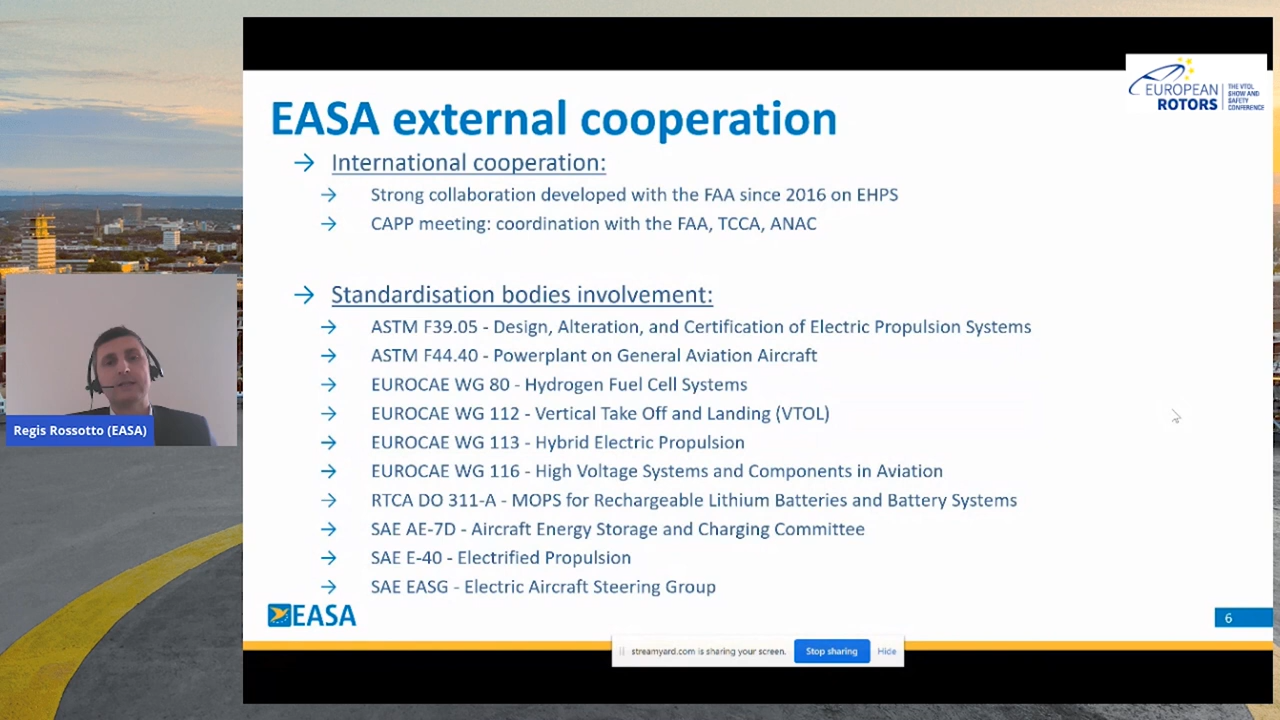 EUROPEAN
ROTORS
THE VTOL
SHOW AND
SAFETY
CONFERENCE
EASA external cooperation
→ International cooperation:
→ Strong collaboration developed with the FAA since 2016 on EHPS
→ CAPP meeting: coordination with the FAA, TCCA, ANAC
→ Standardisation bodies involvement:
→ ASTM F39.05 - Design, Alteration, and Certification of Electric Propulsion Systems
→ ASTM F44.40 - Powerplant on General Aviation Aircraft
→ EUROCAE WG 80 - Hydrogen Fuel Cell Systems
→ EUROCAE WG 112 - Vertical Take Off and Landing (VTOL)
→ EUROCAE WG 113 - Hybrid Electric Propulsion
→ EUROCAE WG 116 - High Voltage Systems and Components in Aviation
→ RTCA DO 311-A - MOPS for Rechargeable Lithium Batteries and Battery Systems
→ SAE AE-7D - Aircraft Energy Storage and Charging Committee
→ SAE E-40 - Electrified Propulsion
→ SAE EASG - Electric Aircraft Steering Group
Regis Rossotto (EASA)
EASA
6
streamyard.com is sharing your screen. Stop sharing Hide